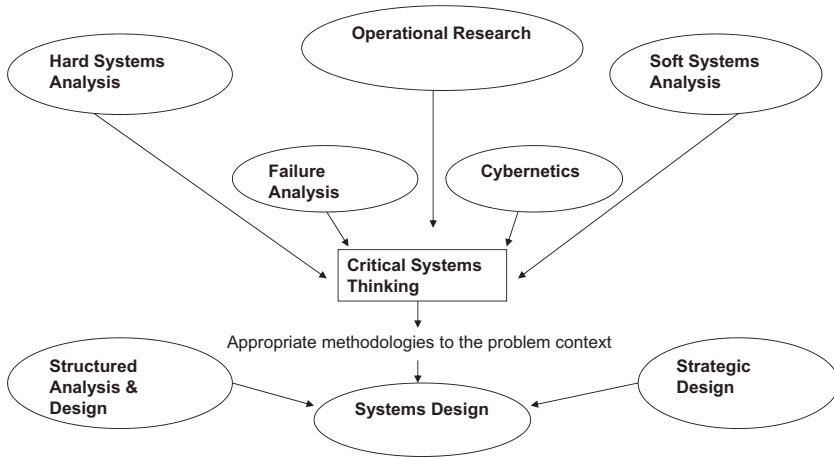 Operational Research
Hard Systems
Analysis
Soft Systems
Analysis
Failure
Analysis
Cybernetics
Critical Systems
Thinking
Appropriate methodologies to the problem context
Structured
Analysis &
Design
Systems Design
Strategic
Design